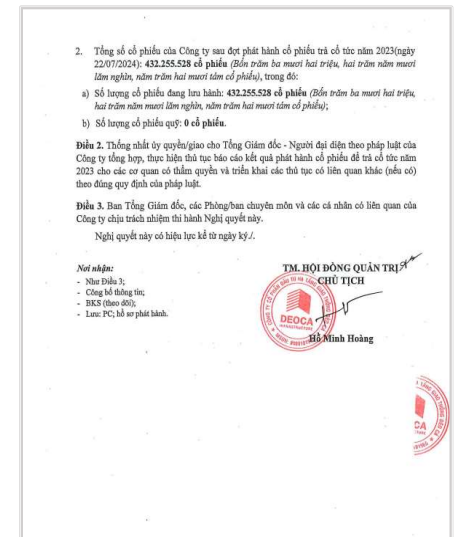 2. Tổng số cổ phiếu của Công ty sau đợt phát hành cổ phiếu trả cổ tức năm 2023(ngày
22/07/2024): 432.255.528 cổ phiếu (Bốn trăm ba mươi hai triệu, hai trăm năm mươi
lăm nghìn, năm trăm hai mươi tám cổ phiếu), trong đó:
a) Số lượng cổ phiếu đang lưu hành: 432.255.528 cổ phiếu (Bốn trăm ba mươi hai triệu,
hai trăm năm mươi lăm nghìn, năm trăm hai mươi tám cổ phiếu);
b) Số lượng cổ phiếu quỹ: 0 cổ phiếu.
Điều 2. Thống nhất ủy quyền/giao cho Tổng Giám đốc - Người đại diện theo pháp luật của
Công ty tổng hợp, thực hiện thủ tục báo cáo kết quả phát hành cổ phiếu để trả cổ tức năm
2023 cho các cơ quan có thẩm quyền và triển khai các thủ tục có liên quan khác (nếu có)
theo đúng quy định của pháp luật.
Điều 3. Ban Tổng Giám đốc, các Phòng/ban chuyên môn và các cá nhân có liên quan của
Công ty chịu trách nhiệm thi hành Nghị quyết này.
Nghị quyết này có hiệu lực kể từ ngày ký./.
Nơi nhận:
- Như Điều 3;
- Công bố thông tin;
- BKS (theo dõi);
- Lưu: PC; hồ sơ phát hành.
TM. HỘI ĐỒNG QUẢN TRỊ
CHỦ TỊCH
DEOCA
Hồ Minh Hoàng